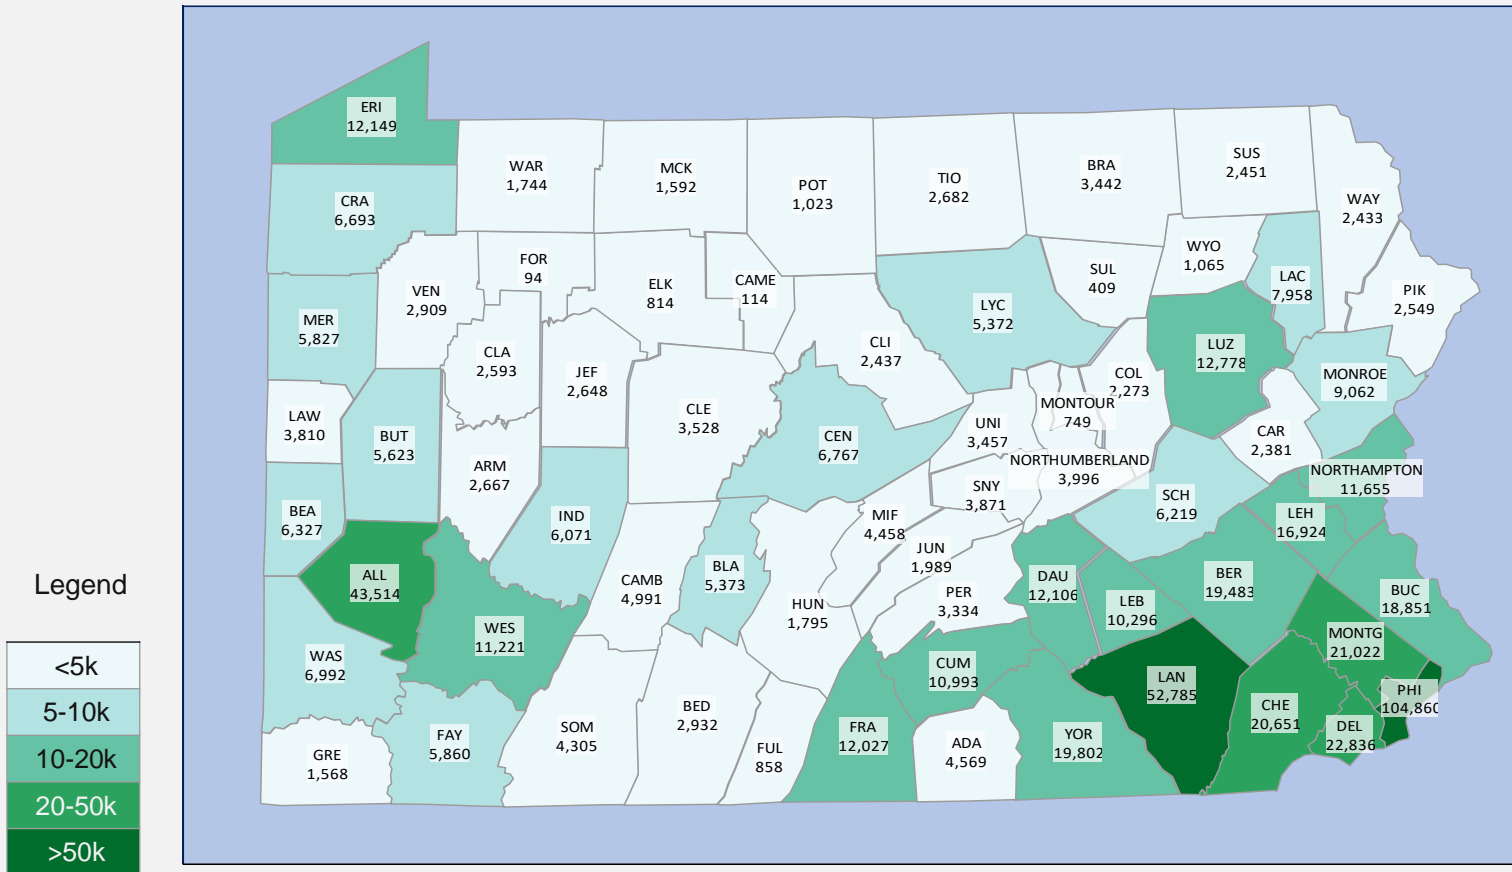 ERI
12,149
WAR
1,744
MCK
1,592
POT
1,023
TIO
2,682
BRA
3,442
SUS
2,451
WAY
2,433
CRA
6,693
FOR
94
ELK
814
CAME
114
SUL
409
WYO
1,065
LAC
7,958
PIK
2,549
VEN
2,909
MER
5,827
LYC
5,372
CLI
2,437
LUZ
12,778
CLA
2,593
JEF
2,648
COL
2,273
MONROE
9,062
LAW
3,810
CLE
3,528
MONTOUR
749
BUT
5,623
CEN
6,767
UNI
3,457
CAR
2,381
ARM
2,667
NORTHUMBERLAND
3,996
NORTHAMPTON
11,655
SNY
3,871
SCH
6,219
BEA
6,327
IND
6,071
MIF
4,458
LEH
16,924
JUN
1,989
BLA
5,373
ALL
43,514
CAMB
4,991
DAU
12,106
BER
19,483
PER
3,334
LEB
10,296
BUC
18,851
HUN
1,795
WES
11,221
MONTG
21,022
WAS
6,992
CUM
10,993
LAN
52,785
PHI
104,860
CHE
20,651
BED
2,932
SOM
4,305
FRA
12,027
DEL
22,836
FAY
5,860
YOR
19,802
ADA
4,569
FUL
858
GRE
1,568
Legend
<5k
5-10k
10-20k
20-50k
>50k